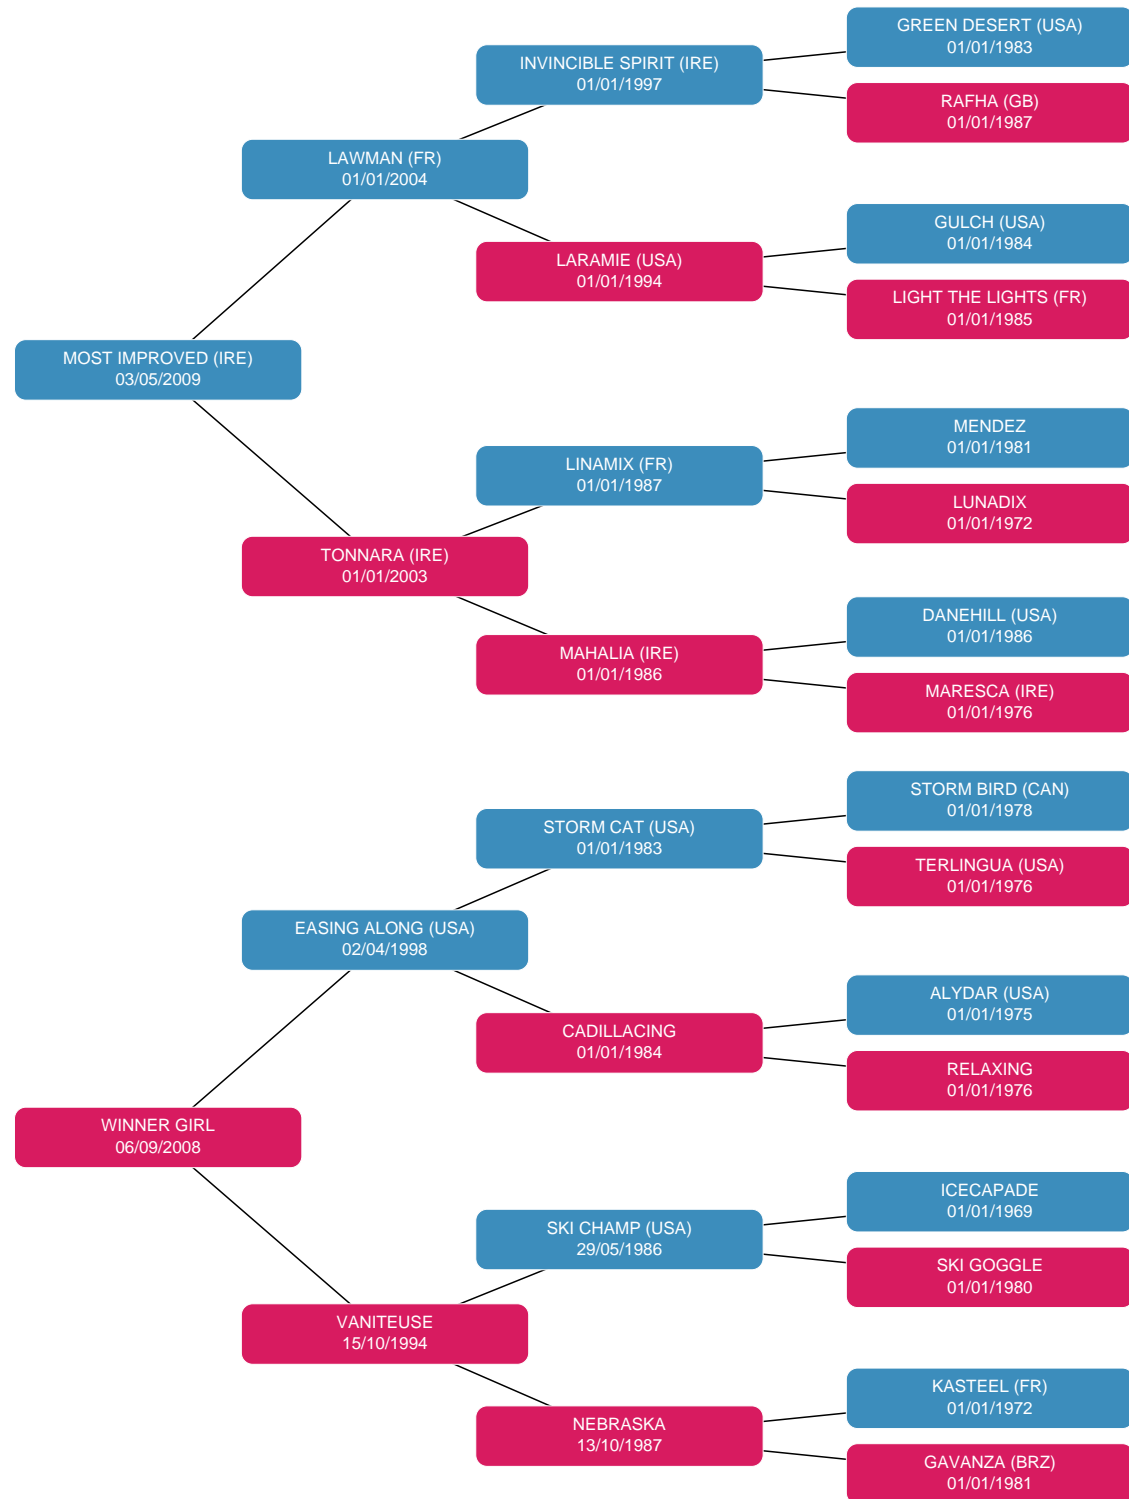 GREEN DESERT (USA)
01/01/1983
INVINCIBLE SPIRIT (IRE)
01/01/1997
RAFHA (GB)
01/01/1987
LAWMAN (FR)
01/01/2004
GULCH (USA)
01/01/1984
LARAMIE (USA)
01/01/1994
LIGHT THE LIGHTS (FR)
01/01/1985
MOST IMPROVED (IRE)
03/05/2009
MENDEZ
01/01/1981
LINAMIX (FR)
01/01/1987
LUNADIX
01/01/1972
TONNARA (IRE)
01/01/2003
DANEHILL (USA)
01/01/1986
MAHALIA (IRE)
01/01/1986
MARESCA (IRE)
01/01/1976
STORM BIRD (CAN)
01/01/1978
STORM CAT (USA)
01/01/1983
TERLINGUA (USA)
01/01/1976
EASING ALONG (USA)
02/04/1998
ALYDAR (USA)
01/01/1975
CADILLACING
01/01/1984
RELAXING
01/01/1976
WINNER GIRL
06/09/2008
ICECAPADE
01/01/1969
SKI CHAMP (USA)
29/05/1986
SKI GOGGLE
01/01/1980
VANITEUSE
15/10/1994
KASTEEL (FR)
01/01/1972
NEBRASKA
13/10/1987
GAVANZA (BRZ)
01/01/1981